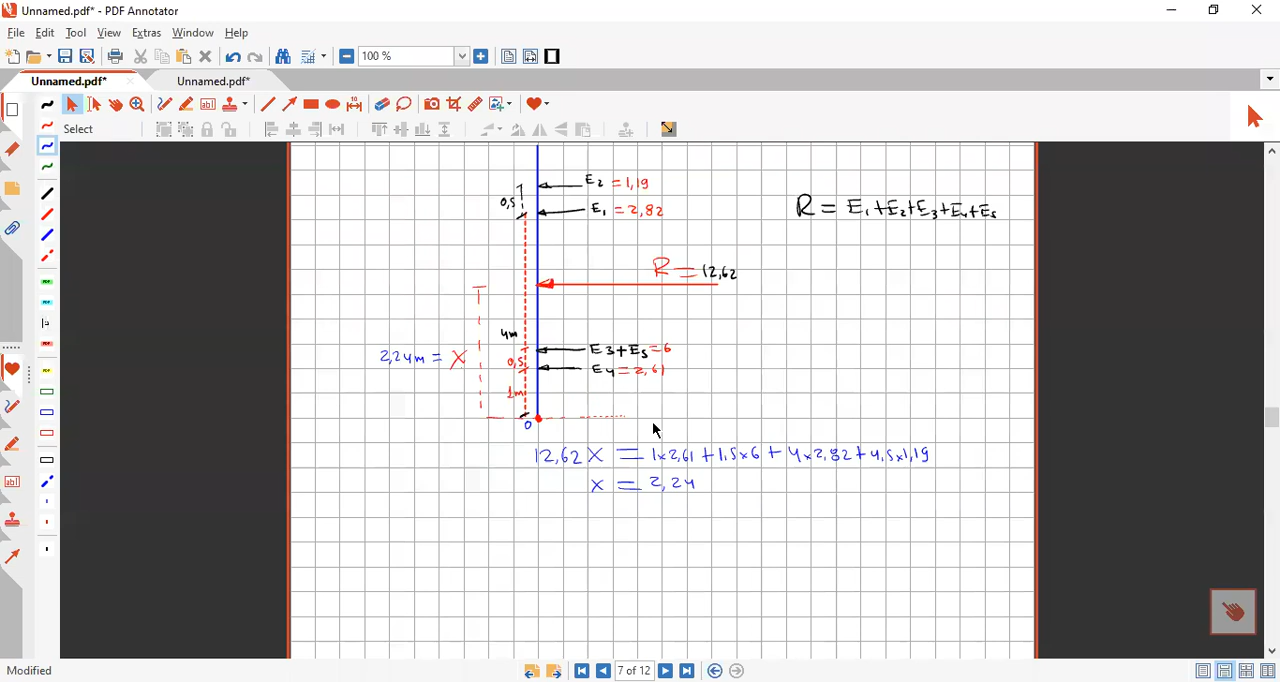 Unnamed.pdf* - PDF Annotator
File Edit Tool View Extras Window Help
100 %
Unnamed.pdf* Unnamed.pdf*
Select
E2 = 1,19
0,5
E1 = 2,82
R = E1+E2+E3+E4+E5
R = 12,62
4m
E3+E5 = 6
2,24m = X
0,5
E4 = 2,61
1m
0
12,62 X = 1x2,61 + 1,5x6 + 4x2,82 + 4,5x1,19
x = 2,24
Modified
7 of 12